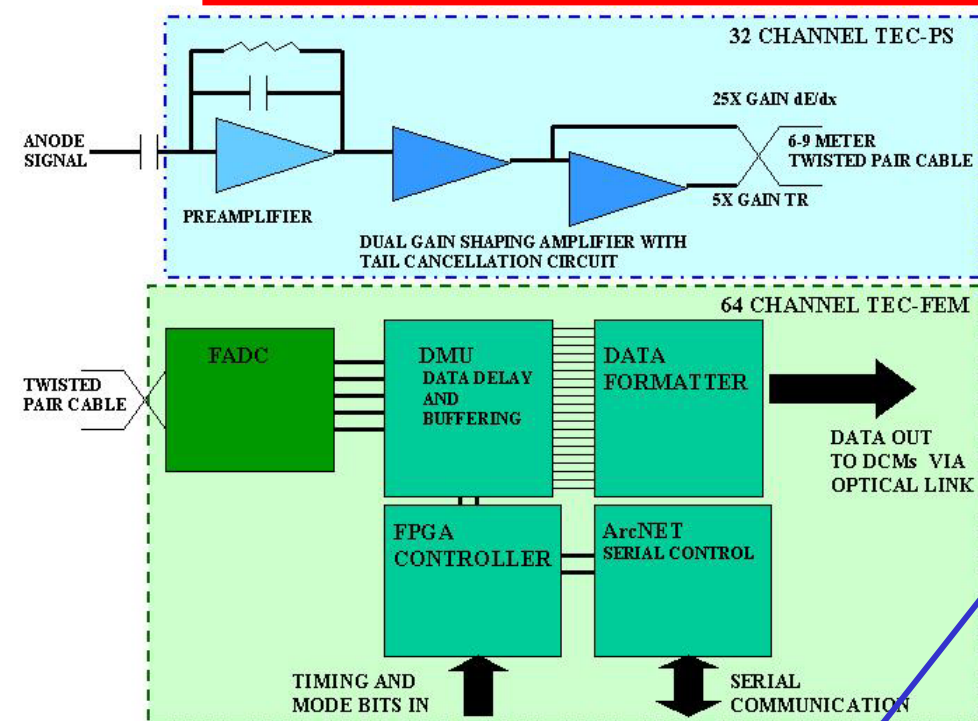 32 CHANNEL TEC-PS
25X GAIN dE/dx
ANODE
SIGNAL
6-9 METER
TWISTED PAIR CABLE
5X GAIN TR
PREAMPLIFIER
DUAL GAIN SHAPING AMPLIFIER WITH
TAIL CANCELLATION CIRCUIT
64 CHANNEL TEC-FEM
FADC
DMU
DATA DELAY
AND
BUFFERING
DATA
FORMATTER
TWISTED
PAIR CABLE
DATA OUT
TO DCMs VIA
OPTICAL LINK
FPGA
CONTROLLER
ArcNET
SERIAL CONTROL
TIMING AND
MODE BITS IN
SERIAL
COMMUNICATION